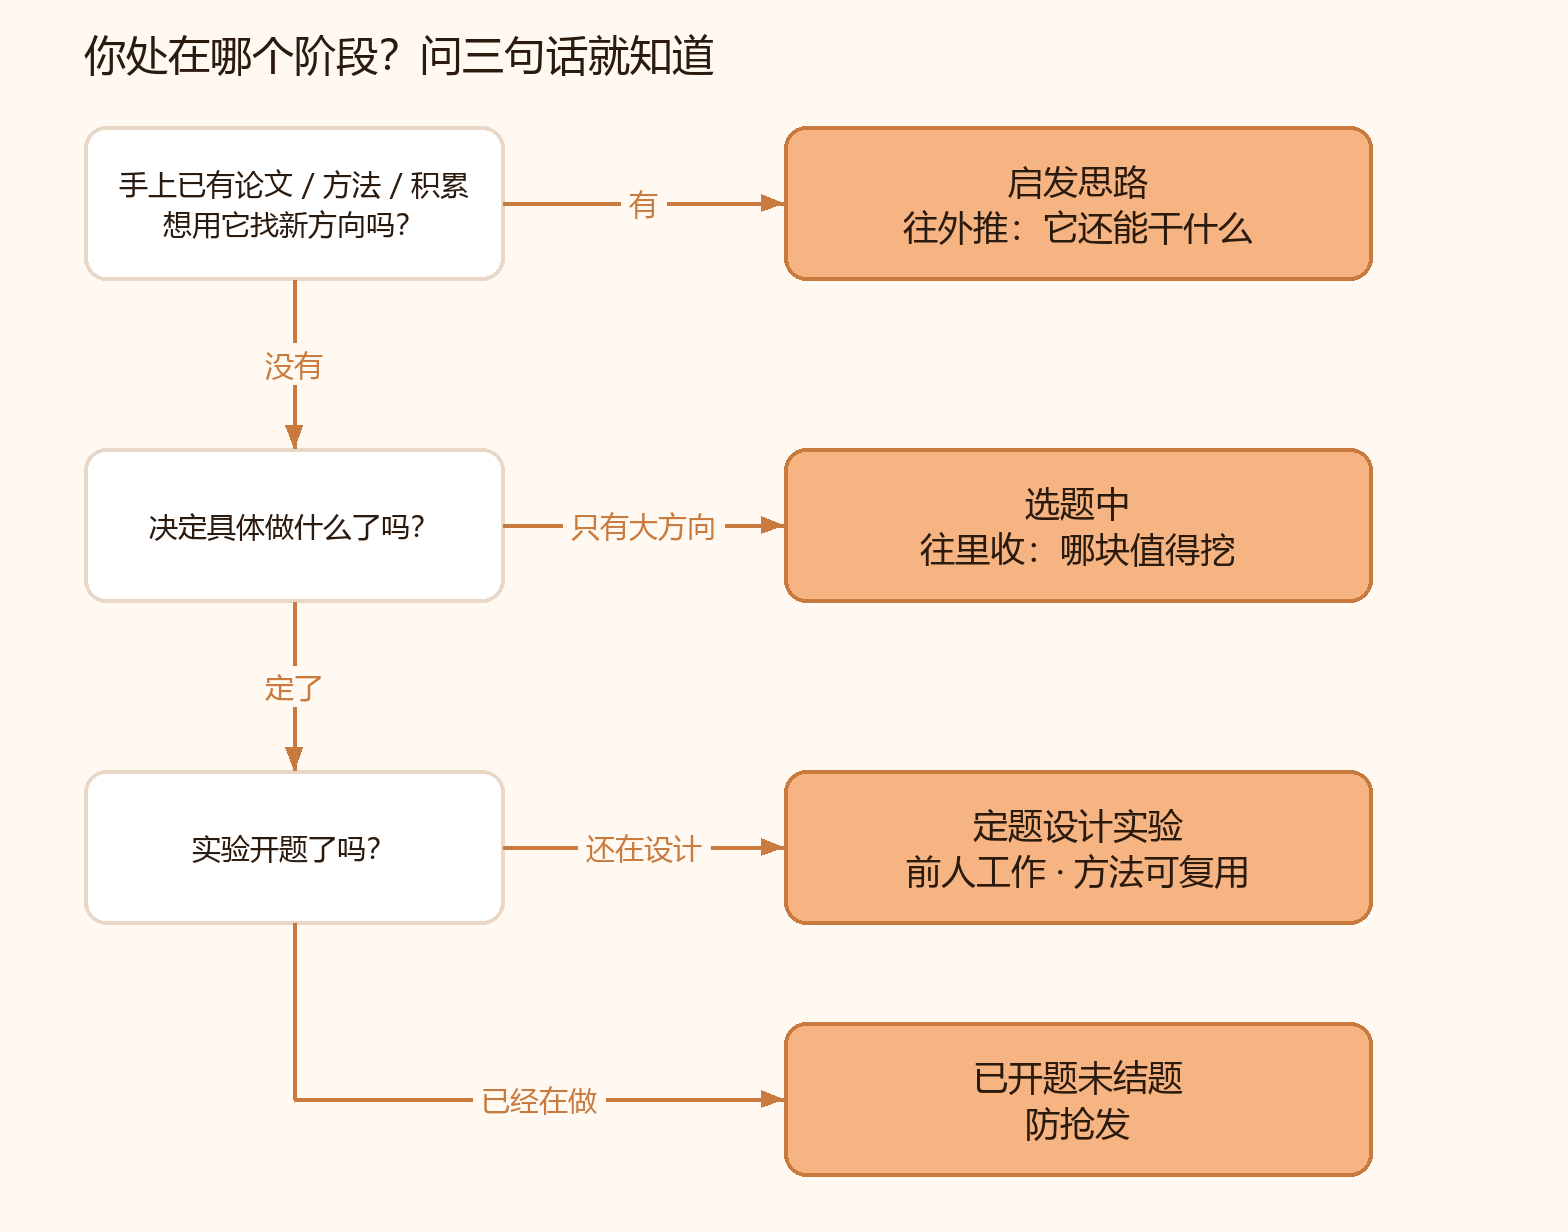 你处在哪个阶段？问三句话就知道
手上已有论文 / 方法 / 积累
想用它找新方向吗？
有
启发思路
往外推：它还能干什么
没有
决定具体做什么了吗？
只有大方向
选题中
往里收：哪块值得挖
定了
实验开题了吗？
还在设计
定题设计实验
前人工作 · 方法可复用
已经在做
已开题未结题
防抢发